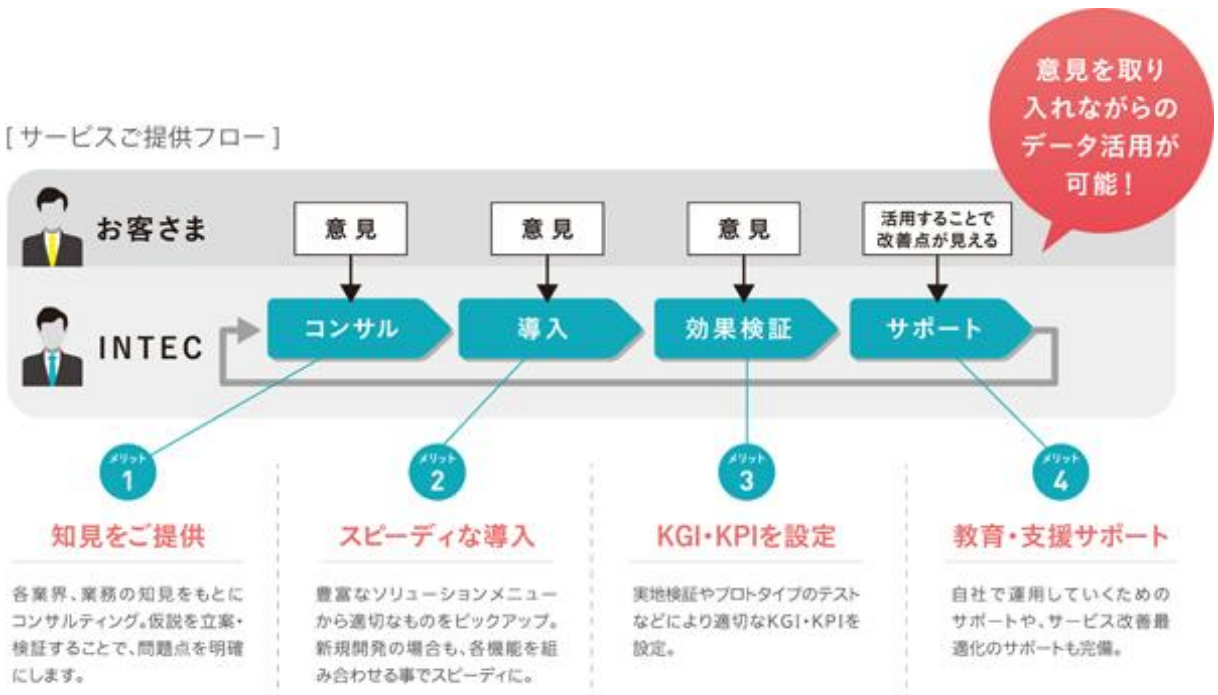 意見を取り
入れながらの
データ活用が
可能！
[サービスご提供フロー]
お客さま
意見
意見
意見
活用することで
改善点が見える
INTEC
コンサル
導入
効果検証
サポート
メリット
1
知見をご提供
各業界、業務の知見をもとに
コンサルティング。仮説を立案・
検証することで、問題点を明確
にします。
メリット
2
スピーディな導入
豊富なソリューションメニュー
から適切なものをピックアップ。
新規開発の場合も、各機能を組
み合わせる事でスピーディに。
メリット
3
KGI・KPIを設定
実地検証やプロトタイプのテスト
などにより適切なKGI・KPIを
設定。
メリット
4
教育・支援サポート
自社で運用していくための
サポートや、サービス改善最
適化のサポートも完備。